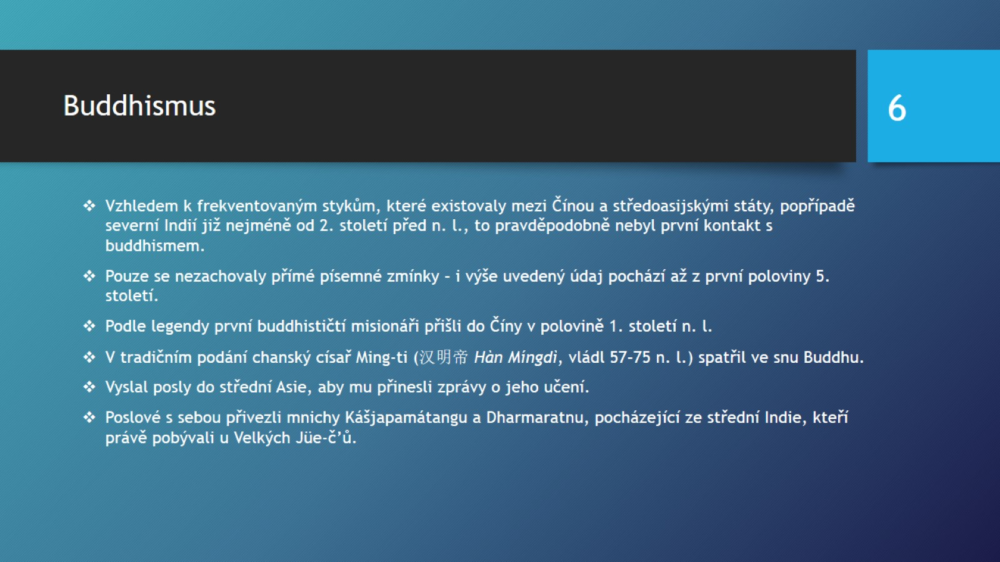 Buddhismus
6
❖ Vzhledem k frekventovaným stykům, které existovaly mezi Čínou a středoasijskými státy, popřípadě
severní Indií již nejméně od 2. století před n. l., to pravděpodobně nebyl první kontakt s
buddhismem.
❖ Pouze se nezachovaly přímé písemné zmínky – i výše uvedený údaj pochází až z první poloviny 5.
století.
❖ Podle legendy první buddhističtí misionáři přišli do Číny v polovině 1. století n. l.
❖ V tradičním podání chanský císař Ming-ti (汉明帝 Hàn Míngdì, vládl 57–75 n. l.) spatřil ve snu Buddhu.
❖ Vyslal posly do střední Asie, aby mu přinesli zprávy o jeho učení.
❖ Poslové s sebou přivezli mnichy Kášjapamátangu a Dharmaratnu, pocházející ze střední Indie, kteří
právě pobývali u Velkých Jüe-č’ů.